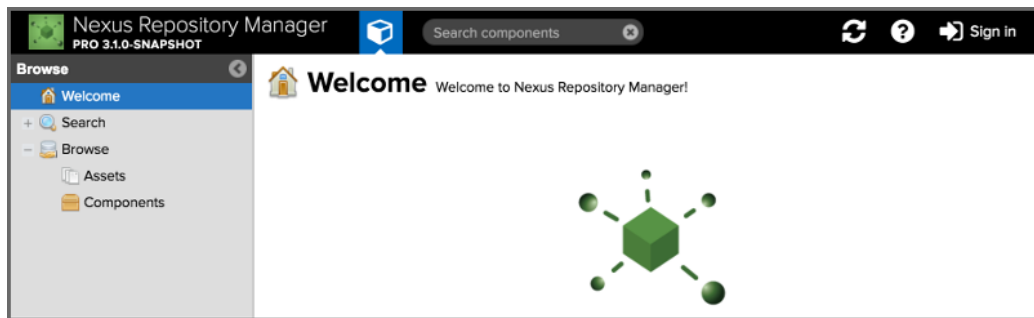 Nexus Repository Manager
PRO 3.1.0-SNAPSHOT
Search components
Sign in
Browse
Welcome
Search
Browse
Assets
Components
Welcome Welcome to Nexus Repository Manager!